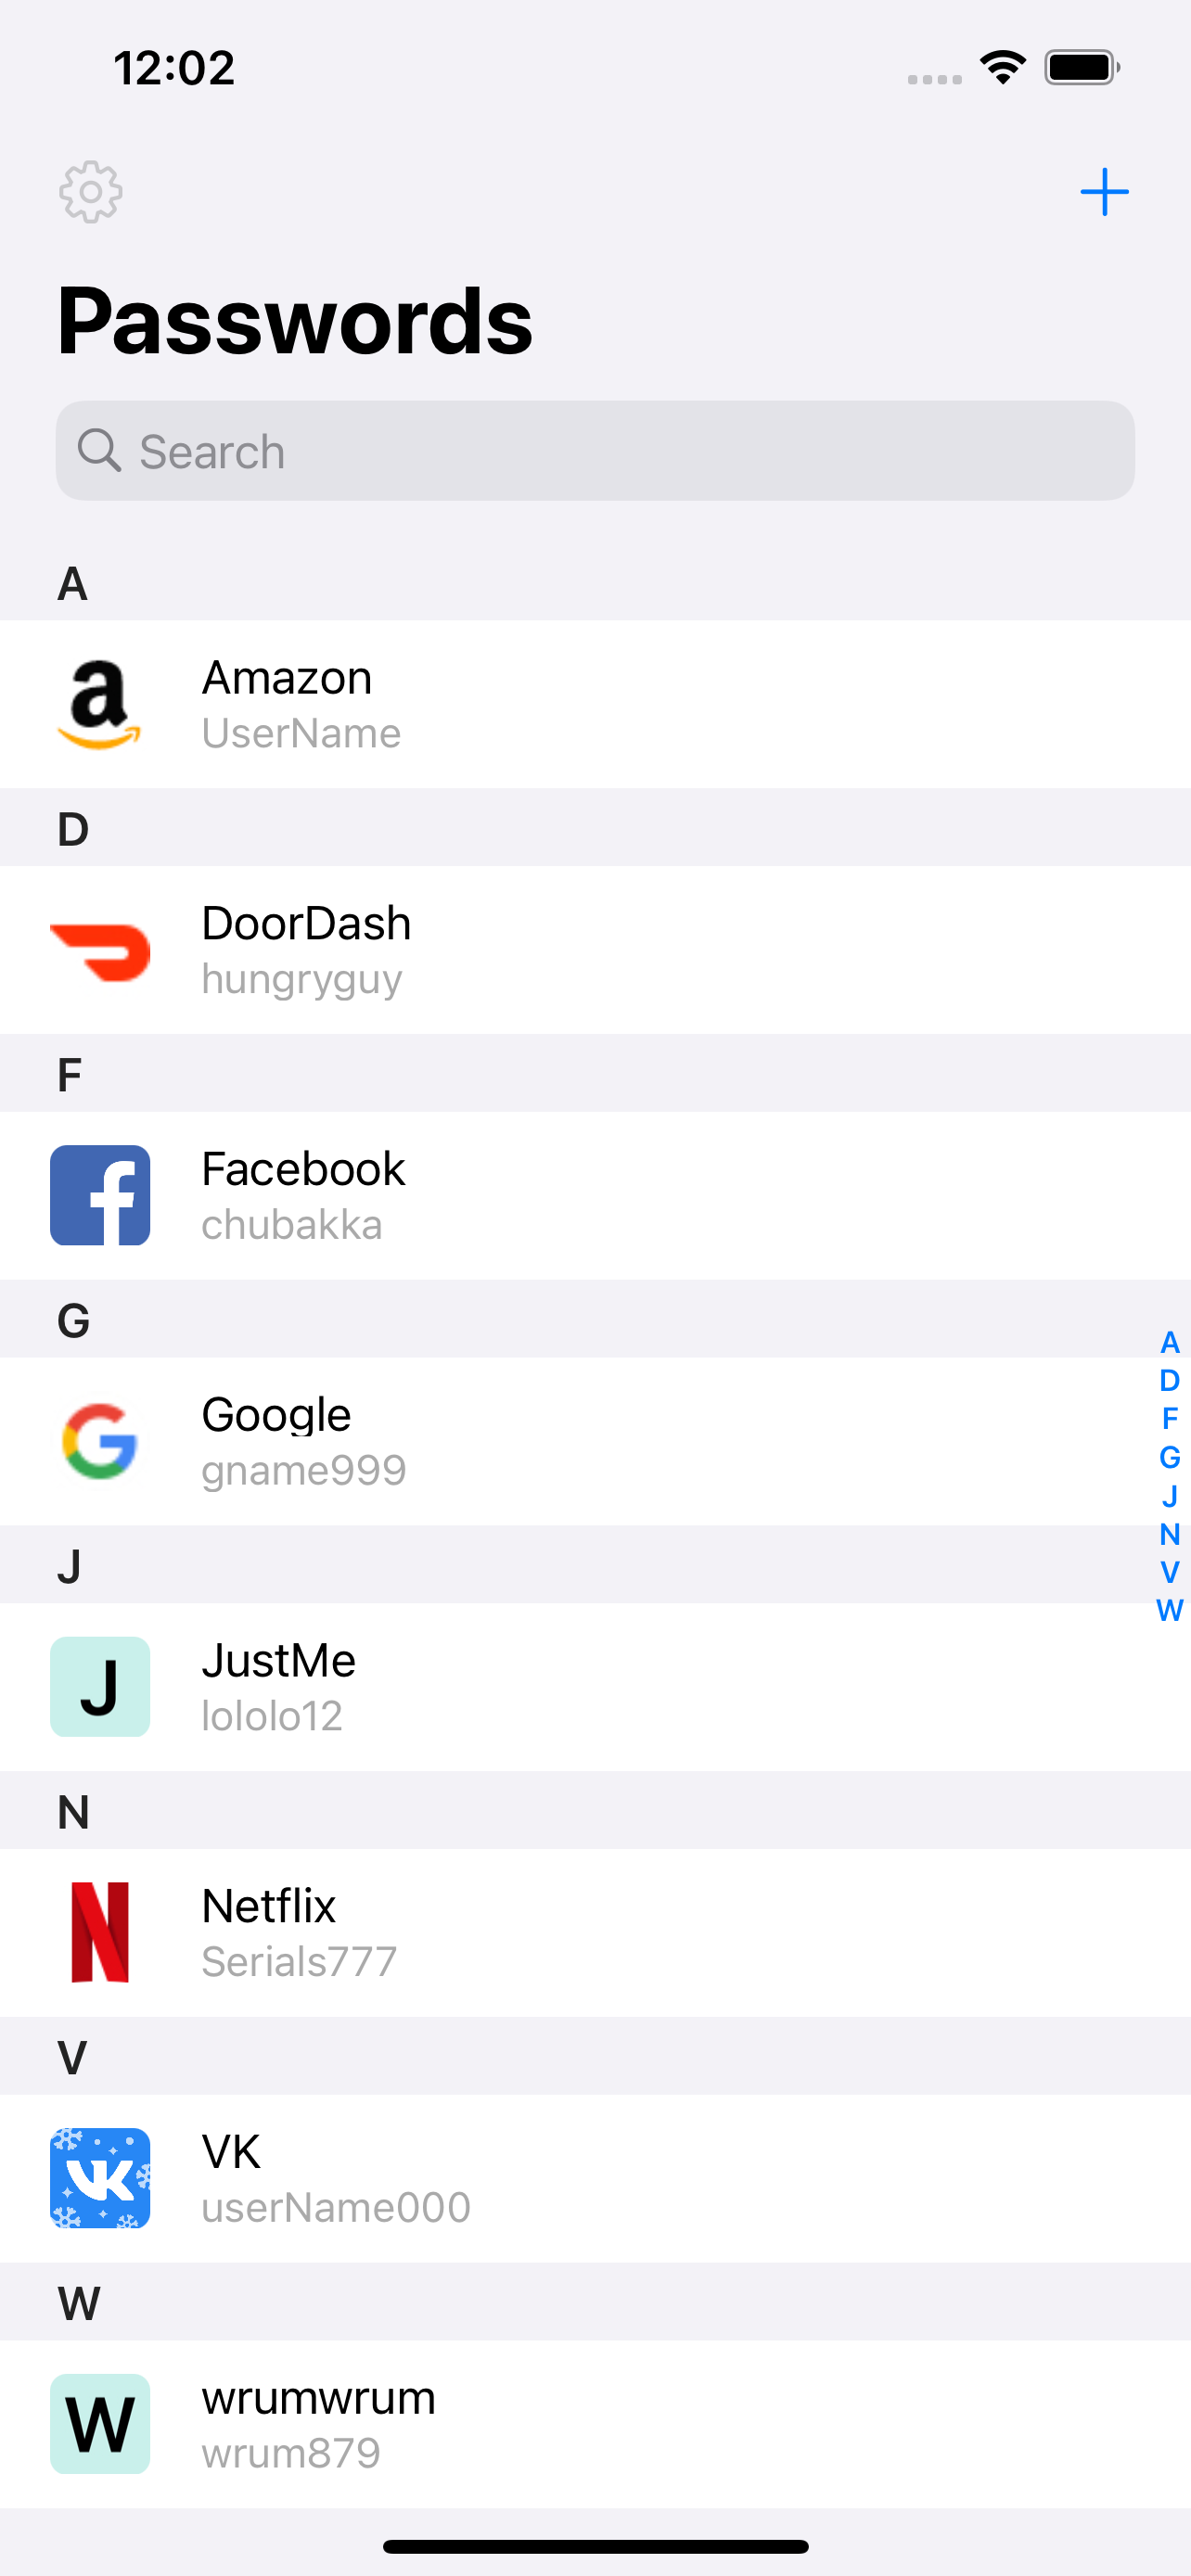 12:02
Passwords
Search
A
Amazon
UserName
D
DoorDash
hungryguy
F
Facebook
chubakka
G
Google
gname999
J
J
JustMe
lololo12
N
Netflix
Serials777
V
VK
VK
userName000
W
W
wrumwrum
wrum879
A
D
F
G
J
N
V
W